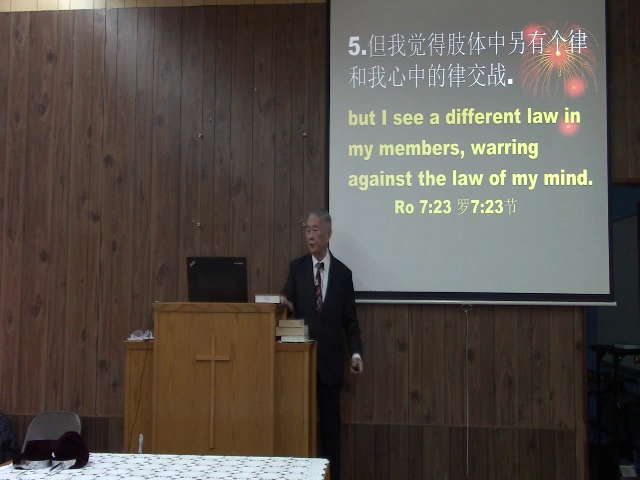 5.但我觉得肢体中另有个律
和我心中的律交战.
but I see a different law in
my members, warring
against the law of my mind.
Ro 7:23 罗7:23节